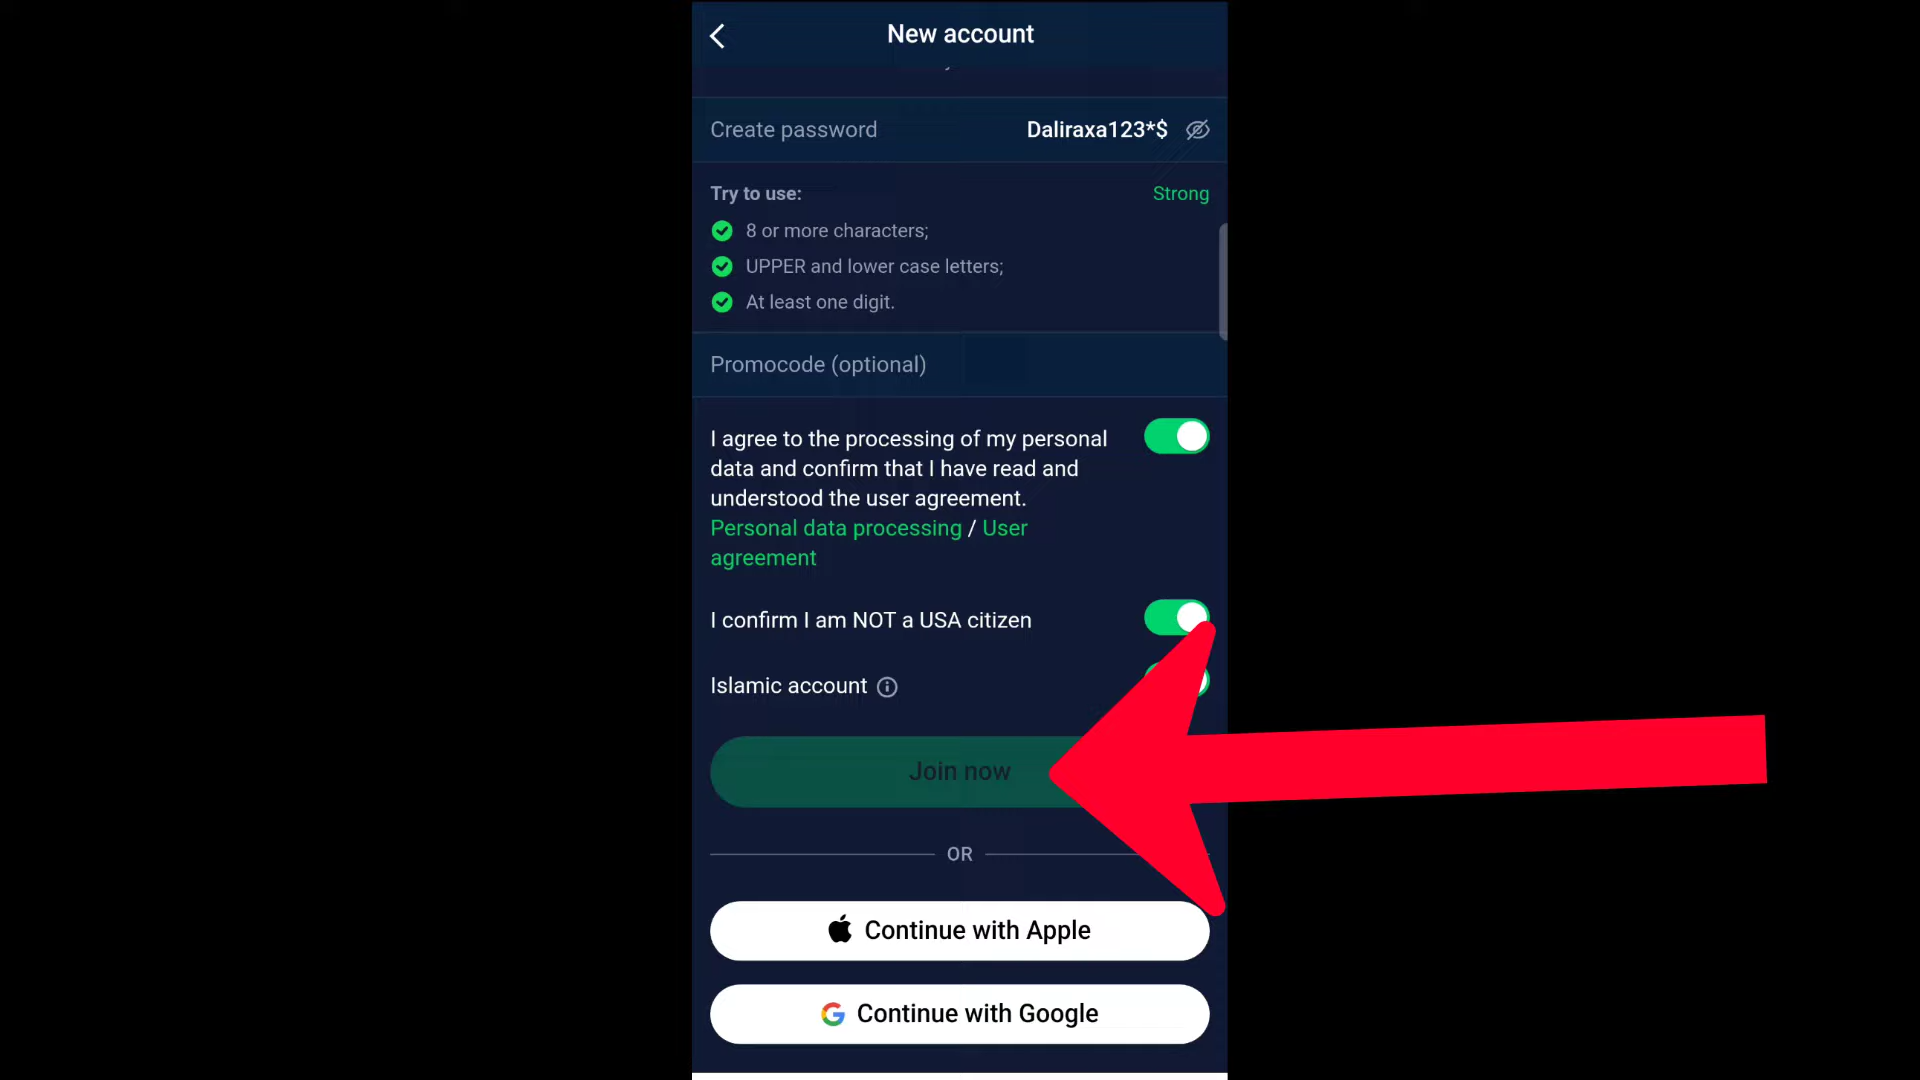 New account
Create password
Daliraxa123*$
Try to use:
Strong
8 or more characters;
UPPER and lower case letters;
At least one digit.
Promocode (optional)
I agree to the processing of my personal
data and confirm that I have read and
understood the user agreement.
Personal data processing / User
agreement
I confirm I am NOT a USA citizen
Islamic account
Join now
OR
Continue with Apple
Continue with Google